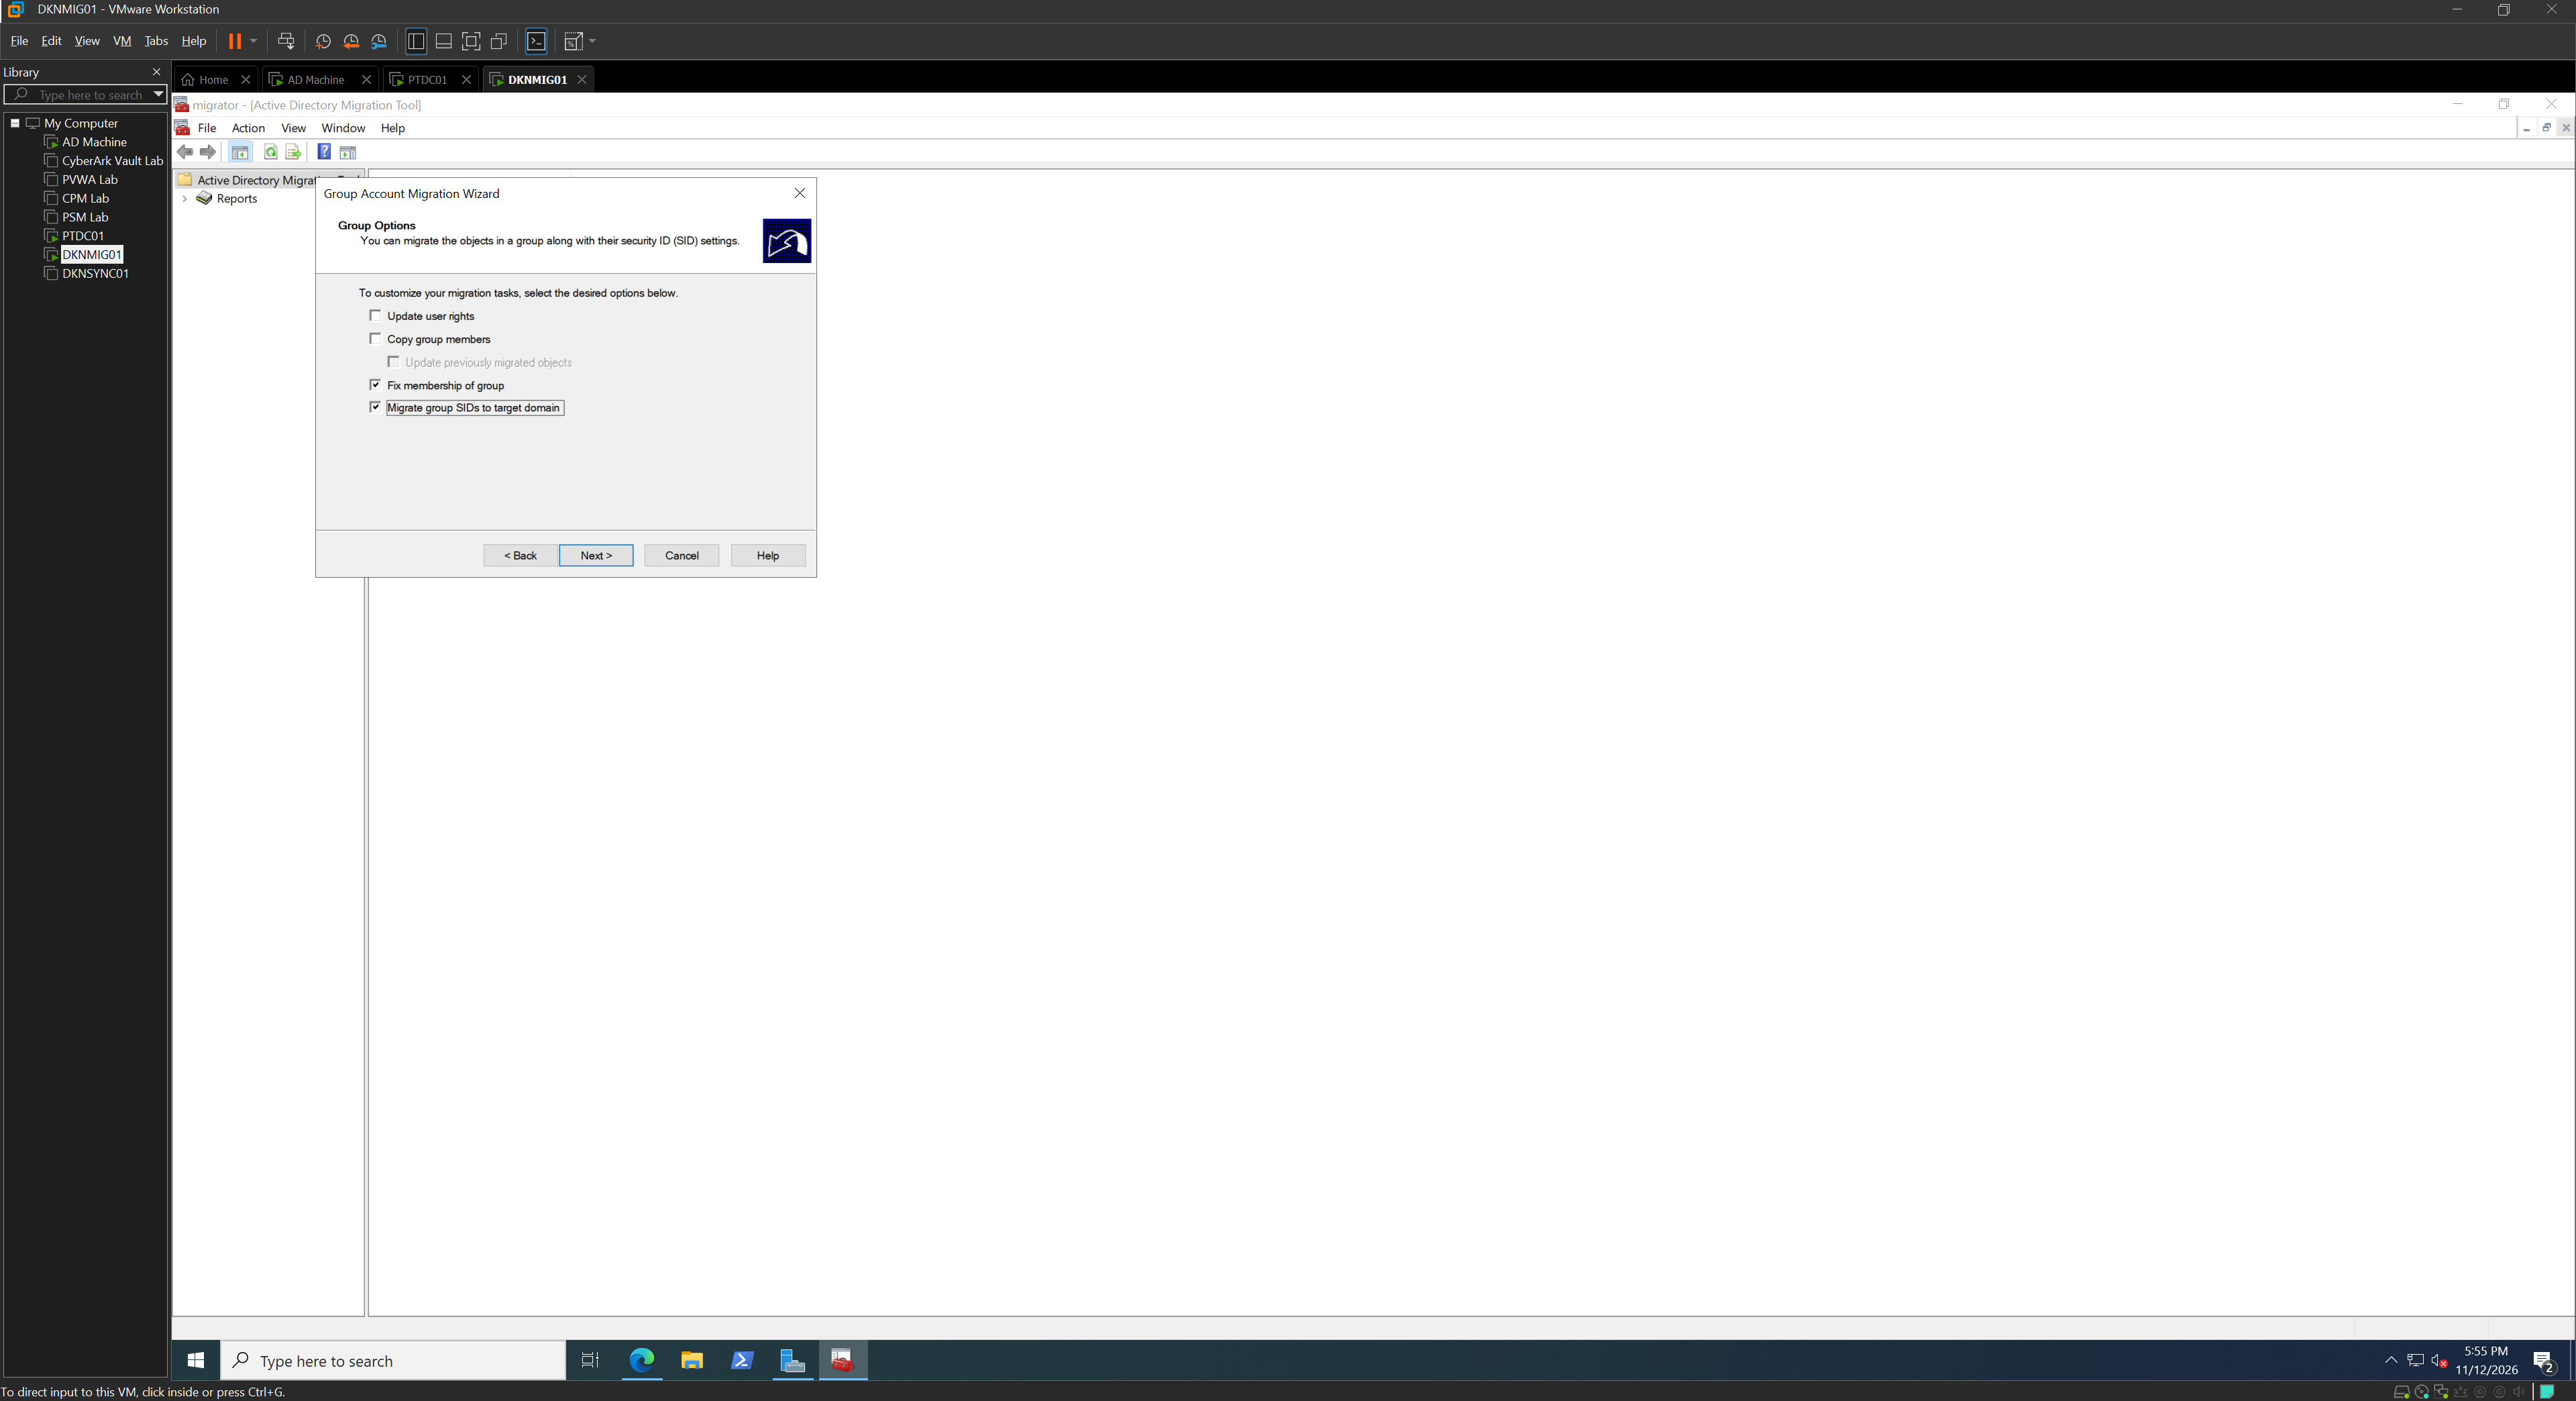 DKNMIG01 - VMware Workstation
File Edit View VM Tabs Help
Library
Type here to search
My Computer
AD Machine
CyberArk Vault Lab
PVWA Lab
CPM Lab
PSM Lab
PTDC01
DKNMIG01
DKNSYNC01
Home AD Machine PTDC01 DKNMIG01
migrator - [Active Directory Migration Tool]
File Action View Window Help
Active Directory Migrat
Reports
Group Account Migration Wizard
Group Options
You can migrate the objects in a group along with their security ID (SID) settings.
To customize your migration tasks, select the desired options below.
Update user rights
Copy group members
Update previously migrated objects
Fix membership of group
Migrate group SIDs to target domain
< Back Next > Cancel Help
Type here to search
5:55 PM
11/12/2026
2
To direct input to this VM, click inside or press Ctrl+G.